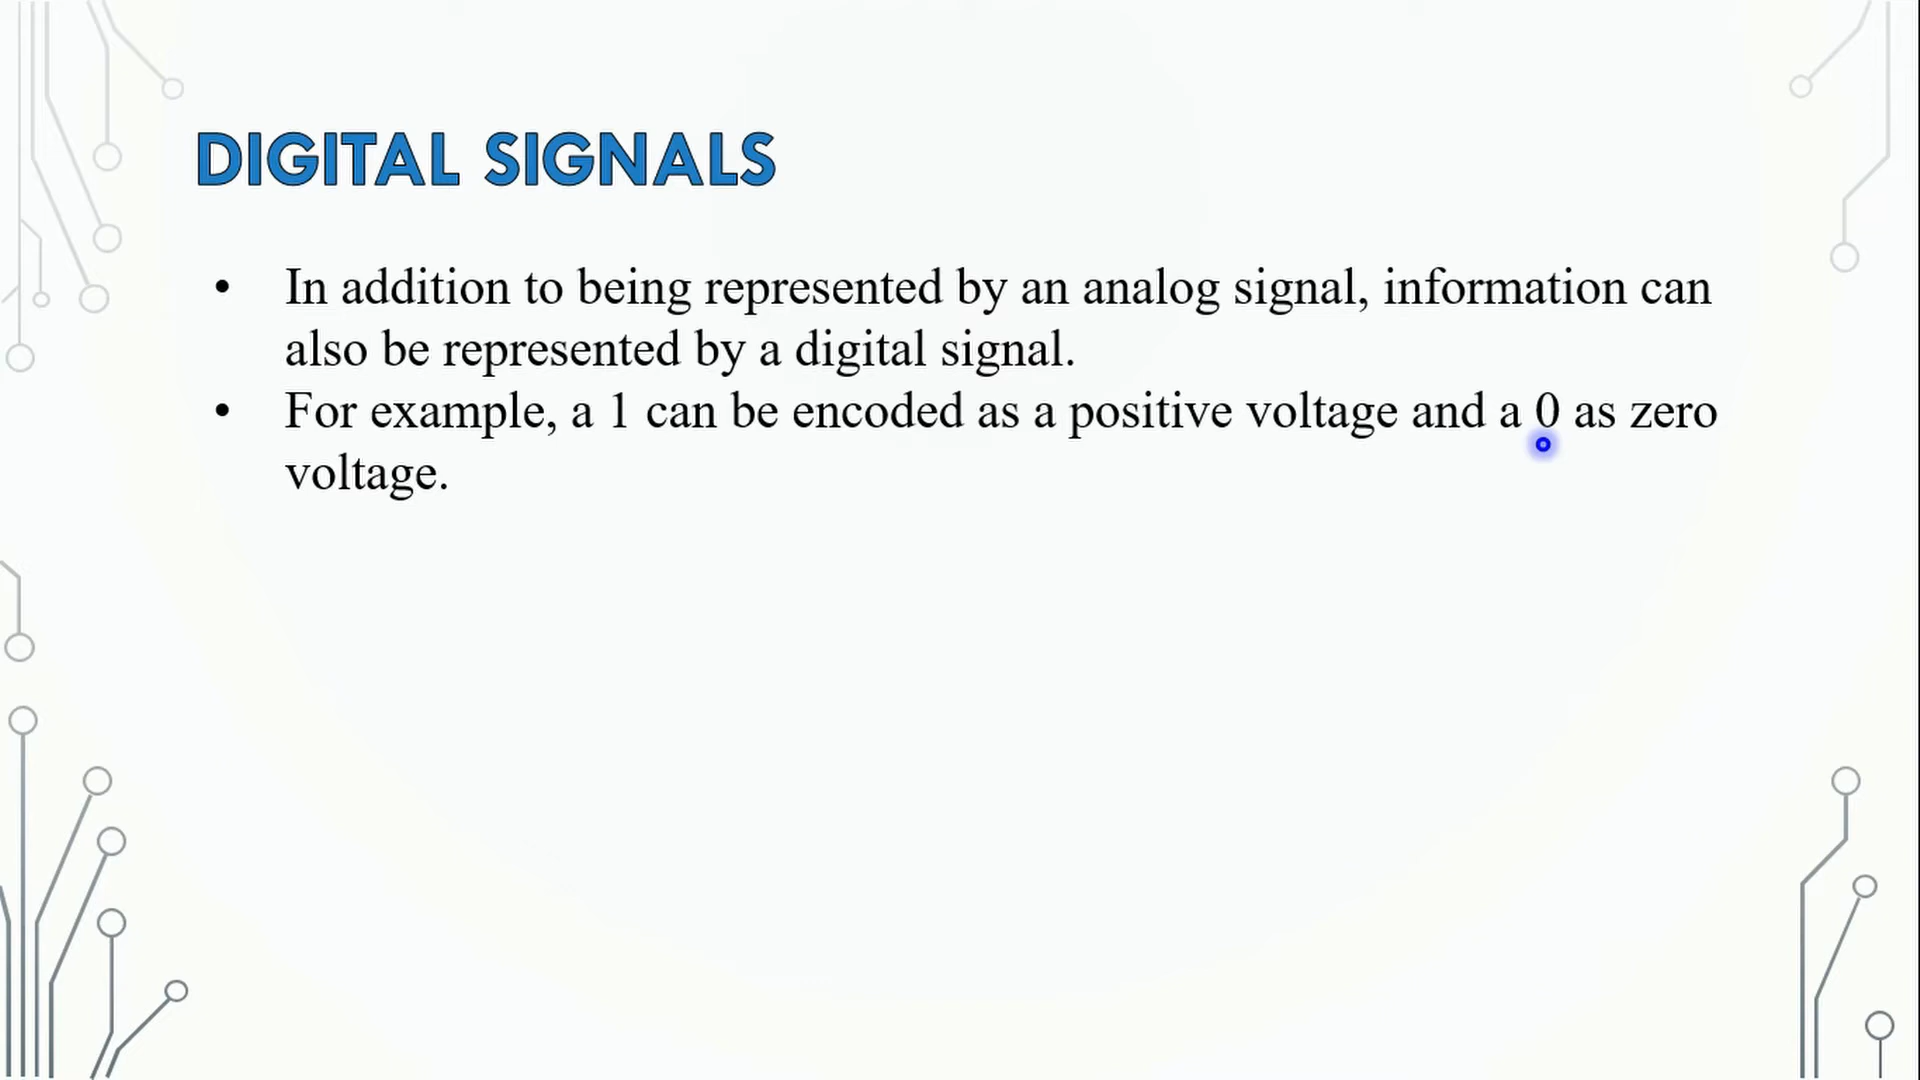 DIGITAL SIGNALS
• In addition to being represented by an analog signal, information can
also be represented by a digital signal.
• For example, a 1 can be encoded as a positive voltage and a 0 as zero
voltage.